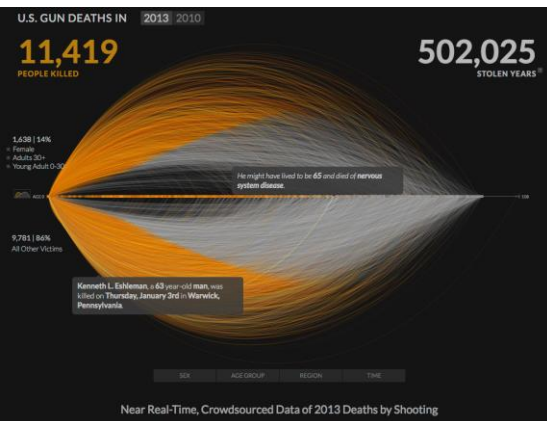 U.S. GUN DEATHS IN 2013 2010
11,419
PEOPLE KILLED
502,025
STOLEN YEARS
1,638 | 14%
Female
Adults 30+
Young Adult 0-30
He might have lived to be 65 and died of nervous
system disease.
9,781 | 86%
All Other Victims
Kenneth L. Eshleman, a 63 year-old man, was
killed on Thursday, January 3rd in Warwick,
Pennsylvania.
SEX AGE GROUP REGION TIME
Near Real-Time, Crowdsourced Data of 2013 Deaths by Shooting